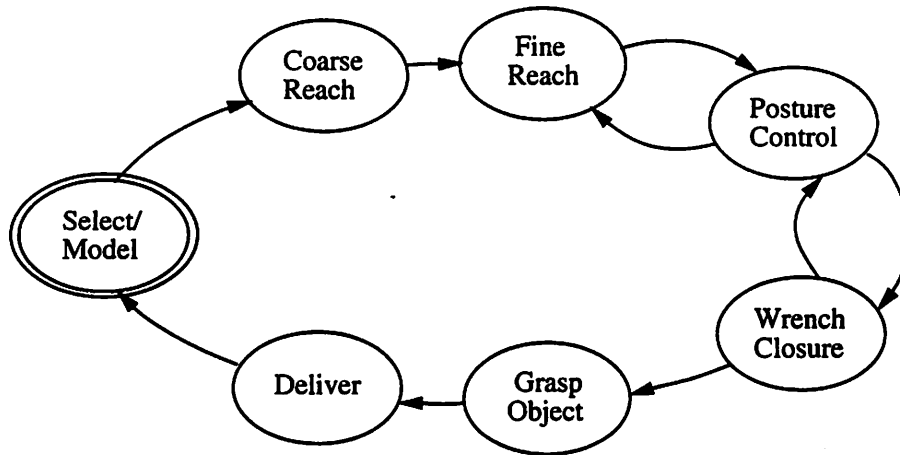 Coarse
Reach
Fine
Reach
Posture
Control
Select/
Model
Wrench
Closure
Deliver
Grasp
Object